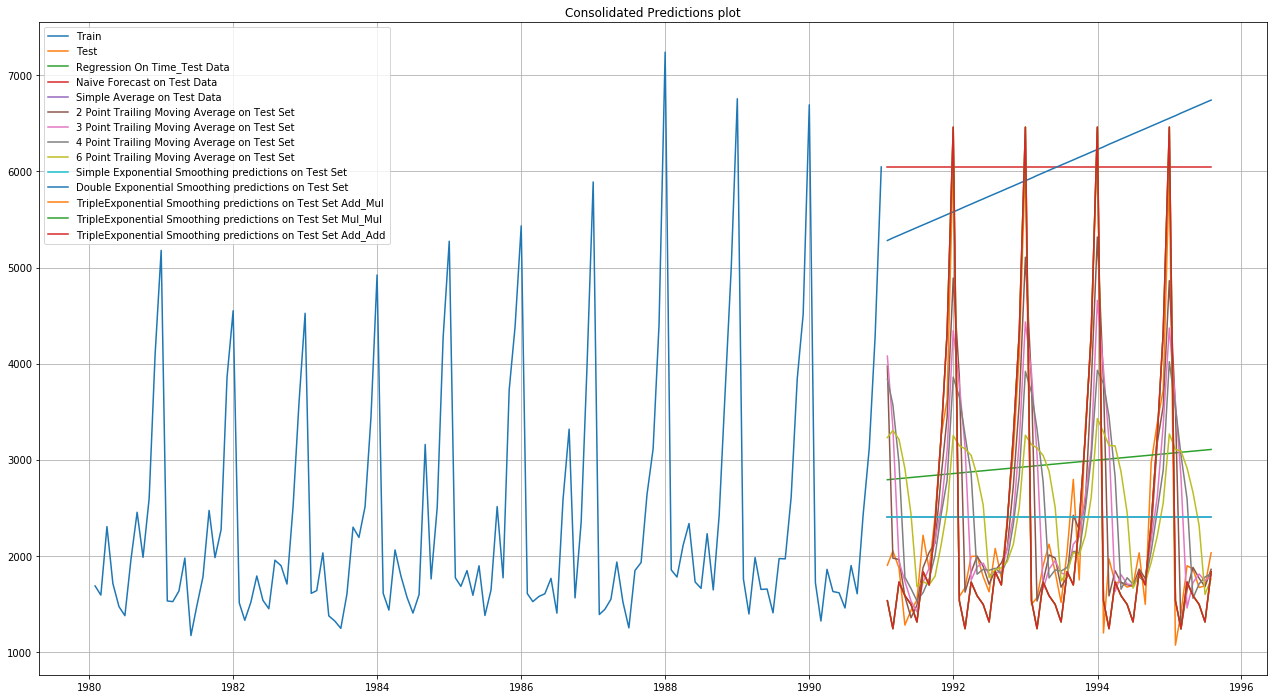 Consolidated Predictions plot
Train
Test
Regression On Time_Test Data
Naive Forecast on Test Data
Simple Average on Test Data
2 Point Trailing Moving Average on Test Set
3 Point Trailing Moving Average on Test Set
4 Point Trailing Moving Average on Test Set
6 Point Trailing Moving Average on Test Set
Simple Exponential Smoothing predictions on Test Set
Double Exponential Smoothing predictions on Test Set
TripleExponential Smoothing predictions on Test Set Add_Mul
TripleExponential Smoothing predictions on Test Set Mul_Mul
TripleExponential Smoothing predictions on Test Set Add_Add
7000
6000
5000
4000
3000
2000
1000
1980 1982 1984 1986 1988 1990 1992 1994 1996